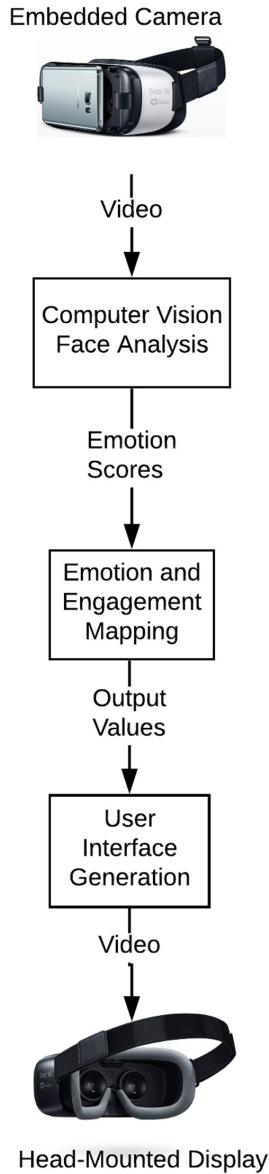 Embedded Camera
Video
Computer Vision
Face Analysis
Emotion
Scores
Emotion and
Engagement
Mapping
Output
Values
User
Interface
Generation
Video
Head-Mounted Display